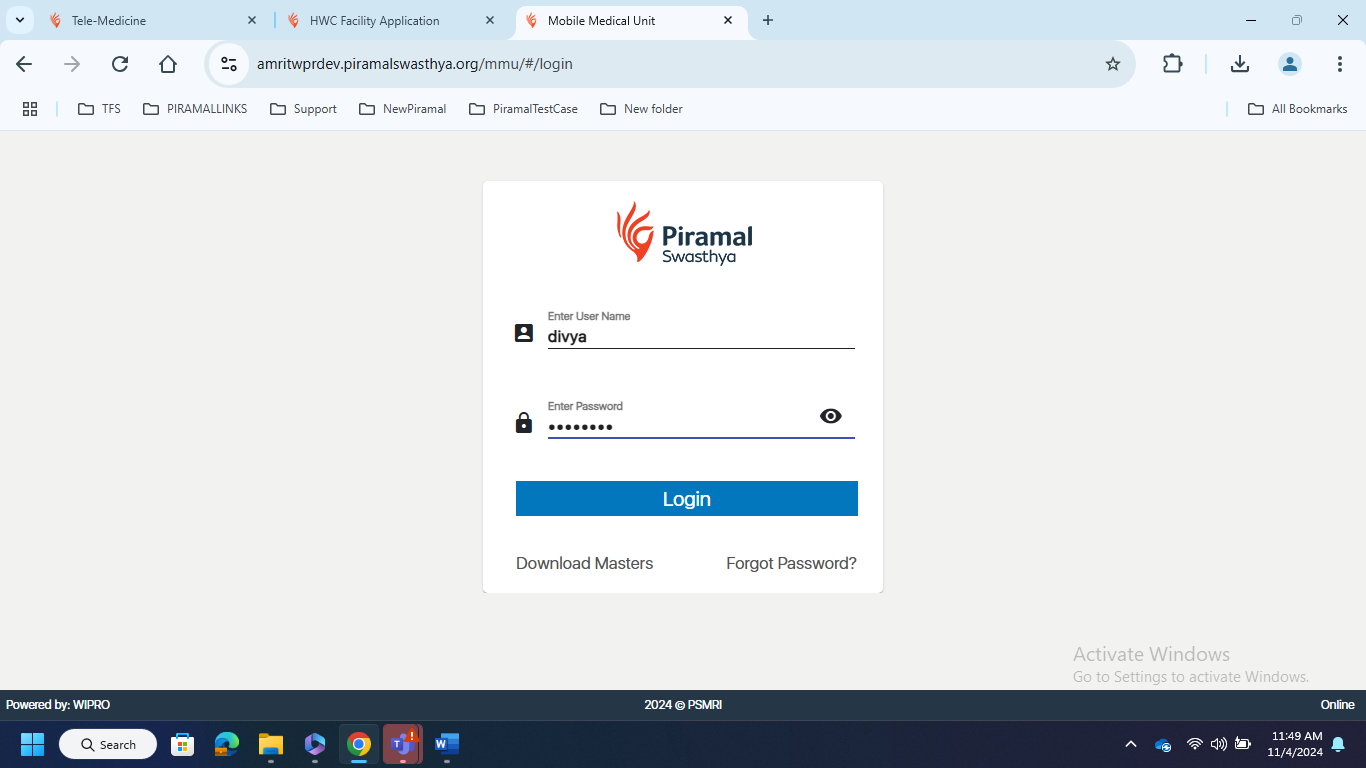 Tele-Medicine
HWC Facility Application
Mobile Medical Unit
amritwprdev.piramalswasthya.org/mmu/#/login
TFS
PIRAMALLINKS
Support
NewPiramal
PiramalTestCase
New folder
All Bookmarks
Piramal
Swasthya
Enter User Name
divya
Enter Password
••••••••
Login
Download Masters
Forgot Password?
Activate Windows
Go to Settings to activate Windows.
Powered by: WIPRO
2024 © PSMRI
Online
Search
11:49 AM
11/4/2024